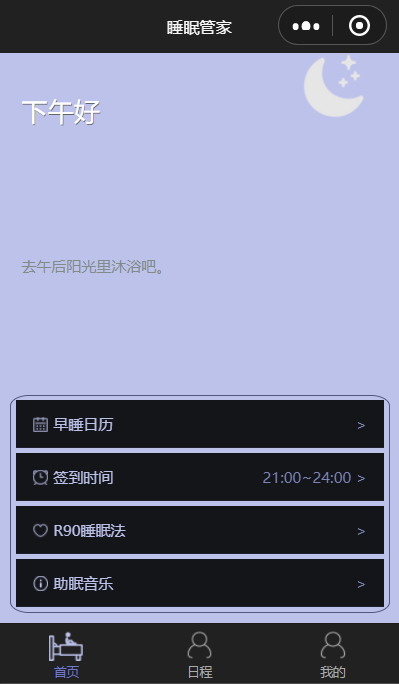 睡眠管家
下午好
去午后阳光里沐浴吧。
早睡日历 >
签到时间 21:00~24:00 >
R90睡眠法 >
助眠音乐 >
首页 日程 我的